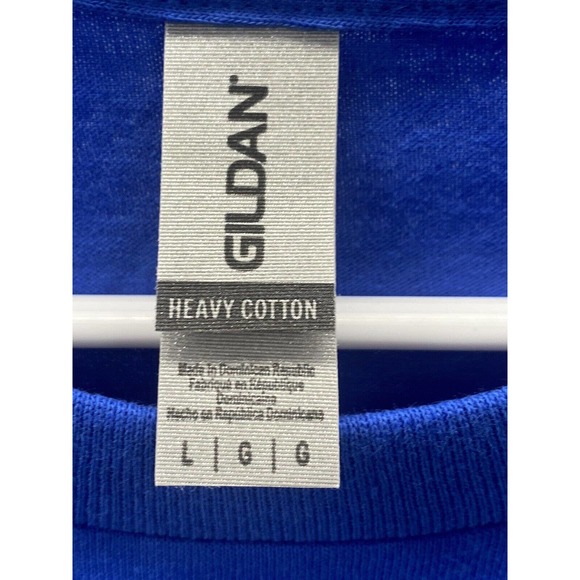 GILDAN®
HEAVY COTTON
Made in Dominican Republic
Fabriqué en République
Dominicaine
Hecho en República Dominicana
L | G | G